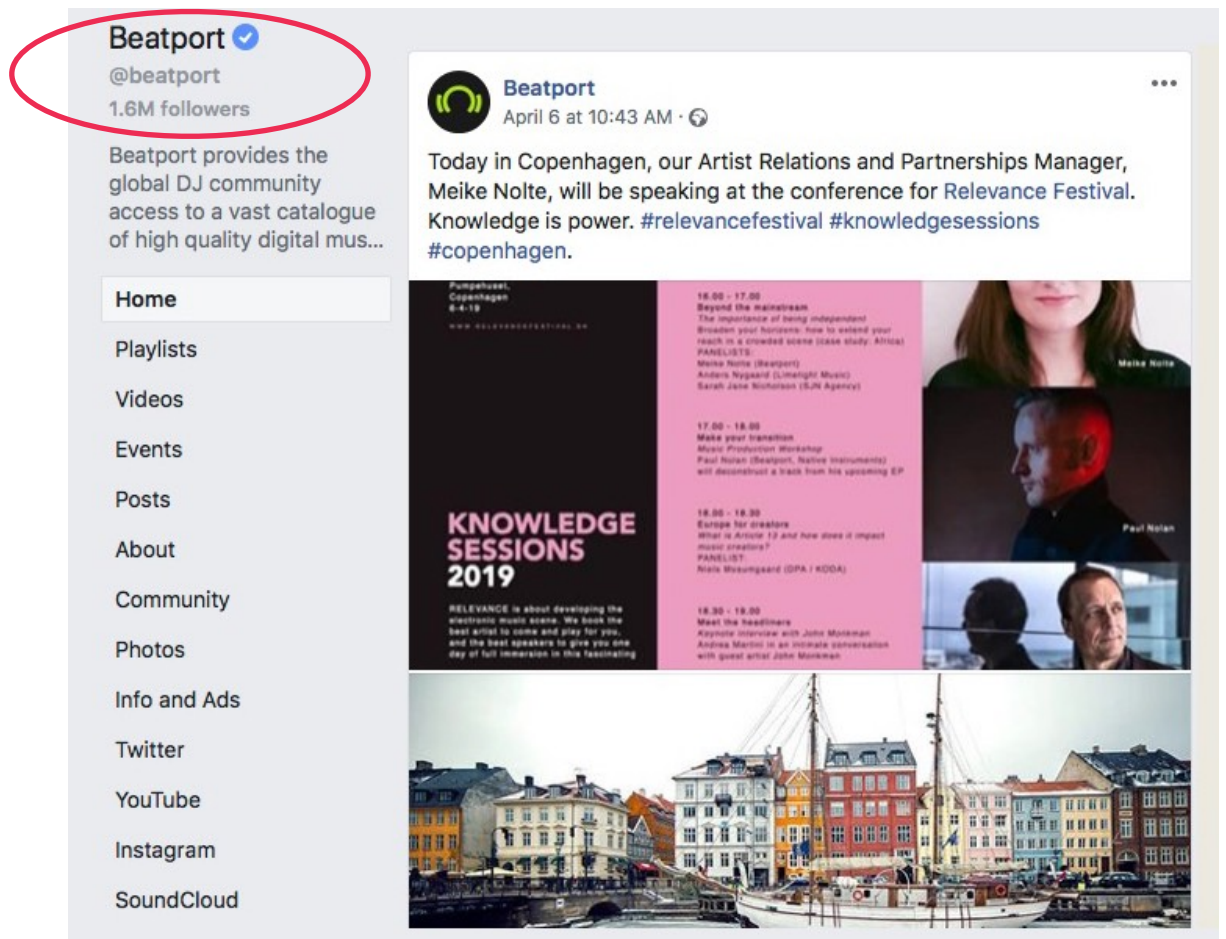 Beatport
@beatport
1.6M followers
Beatport provides the
global DJ community
access to a vast catalogue
of high quality digital mus...
Home
Playlists
Videos
Events
Posts
About
Community
Photos
Info and Ads
Twitter
YouTube
Instagram
SoundCloud
Beatport
April 6 at 10:43 AM ·
Today in Copenhagen, our Artist Relations and Partnerships Manager,
Meike Nolte, will be speaking at the conference for Relevance Festival.
Knowledge is power. #relevancefestival #knowledgesessions
#copenhagen.
Pumpehuset,
Copenhagen
6-4-19
WWW.RELEVANCEFESTIVAL.DK
KNOWLEDGE
SESSIONS
2019
RELEVANCE is about developing the
electronic music scene. We book the
best artist to come and play for you,
and the best speakers to give you one
day of full immersion in this fascinating
16.00 - 17.00
Beyond the mainstream
The importance of being independent
Broaden your horizons: how to extend your
reach in a crowded scene (case study: Africa)
PANELISTS:
Meike Nolte (Beatport)
Anders Nygaard (Limelight Music)
Sarah Jane Nicholson (SJN Agency)
17.00 - 18.00
Make your transition
Music Production Workshop
Paul Nolan (Beatport, Native Instruments)
will deconstruct a track from his upcoming EP
18.00 - 18.30
Europe for creators
What is Article 13 and how does it impact
music creators?
PANELIST:
Niels Mosumgaard (DPA / KODA)
18.30 - 19.00
Meet the headliners
Keynote interview with John Monkman
Andrea Martini in an intimate conversation
with guest artist John Monkman
Meike Nolte
Paul Nolan